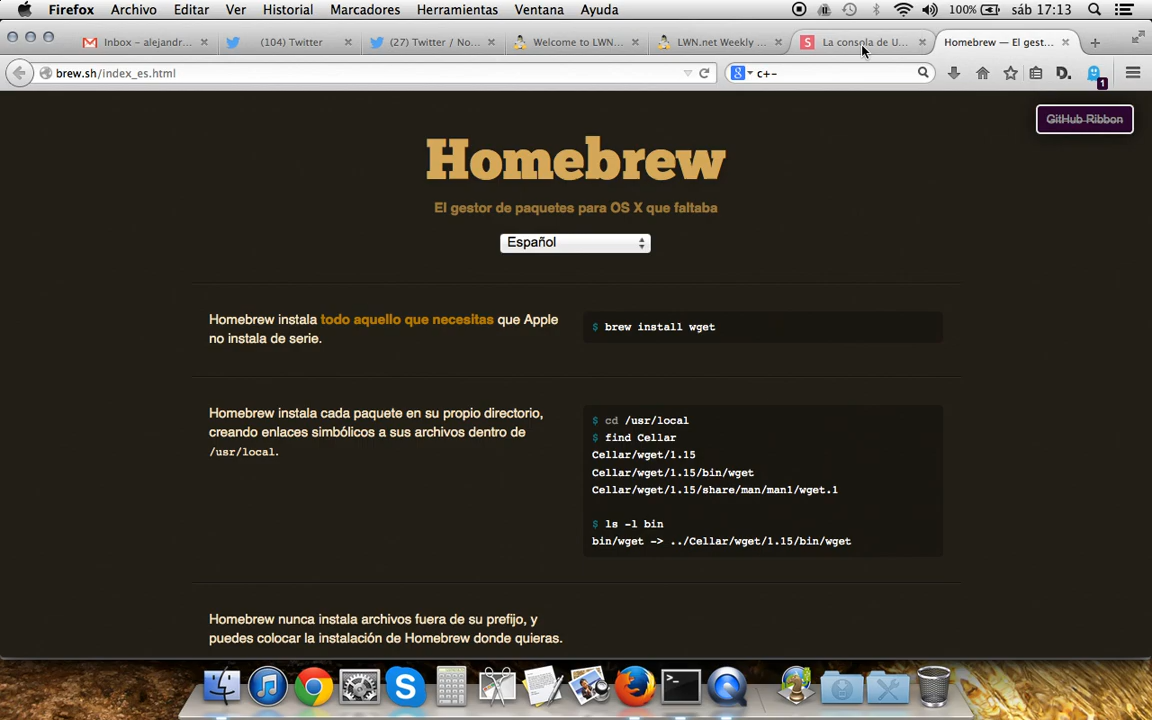 Firefox Archivo Editar Ver Historial Marcadores Herramientas Ventana Ayuda 100% sáb 17:13
Inbox – alejandr... (104) Twitter (27) Twitter / No... Welcome to LWN... LWN.net Weekly ... La consola de U... Homebrew — El gest...
brew.sh/index_es.html c+-
D. 1
GitHub Ribbon
Homebrew
El gestor de paquetes para OS X que faltaba
Español
Homebrew instala todo aquello que necesitas que Apple
no instala de serie.
$ brew install wget
Homebrew instala cada paquete en su propio directorio,
creando enlaces simbólicos a sus archivos dentro de
/usr/local.
$ cd /usr/local
$ find Cellar
Cellar/wget/1.15
Cellar/wget/1.15/bin/wget
Cellar/wget/1.15/share/man/man1/wget.1
$ ls -l bin
bin/wget -> ../Cellar/wget/1.15/bin/wget
Homebrew nunca instala archivos fuera de su prefijo, y
puedes colocar la instalación de Homebrew donde quieras.